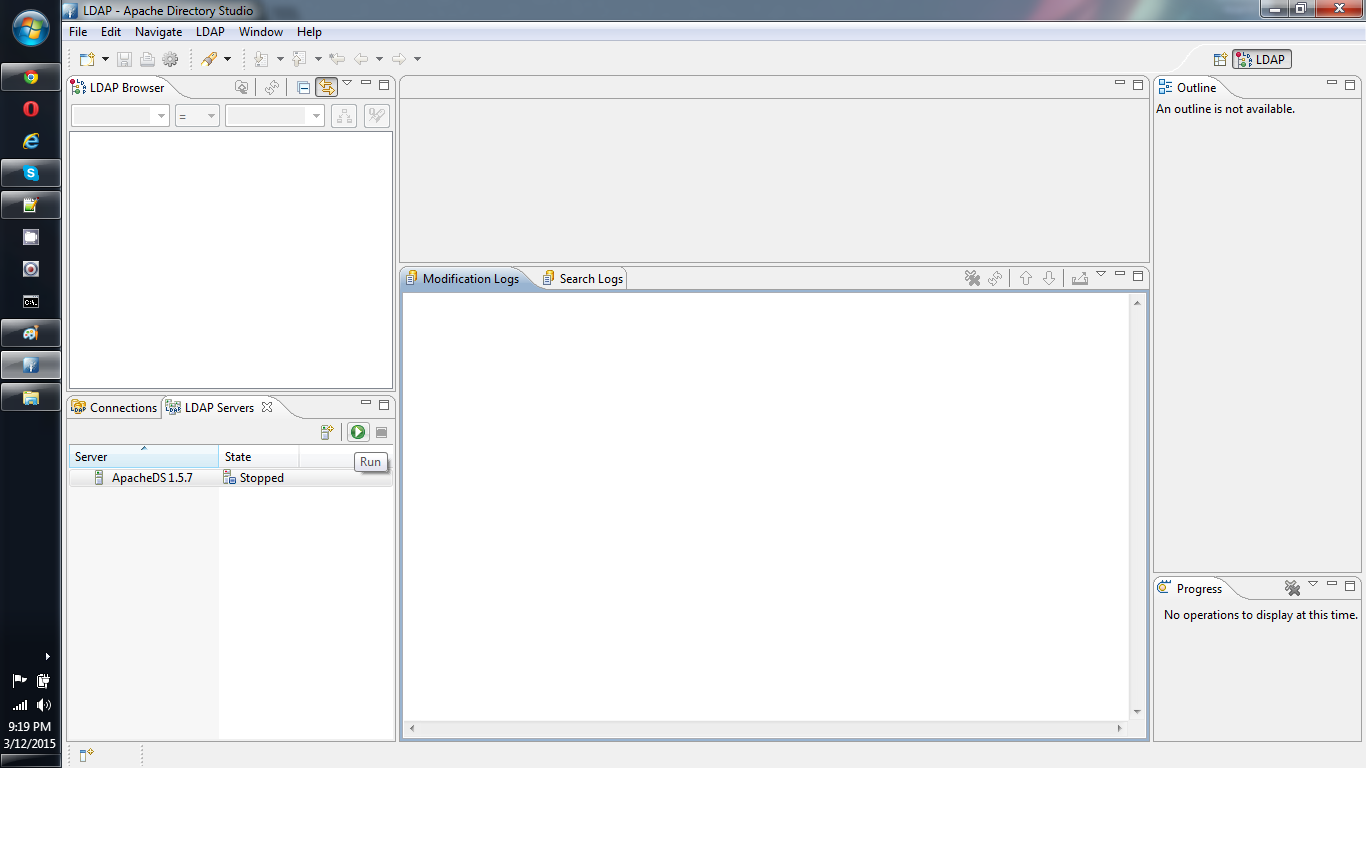 LDAP - Apache Directory Studio
File Edit Navigate LDAP Window Help
LDAP
LDAP Browser
=
An outline is not available.
Outline
Modification Logs
Search Logs
Connections
LDAP Servers
Server
State
Run
ApacheDS 1.5.7
Stopped
Progress
No operations to display at this time.
9:19 PM
3/12/2015